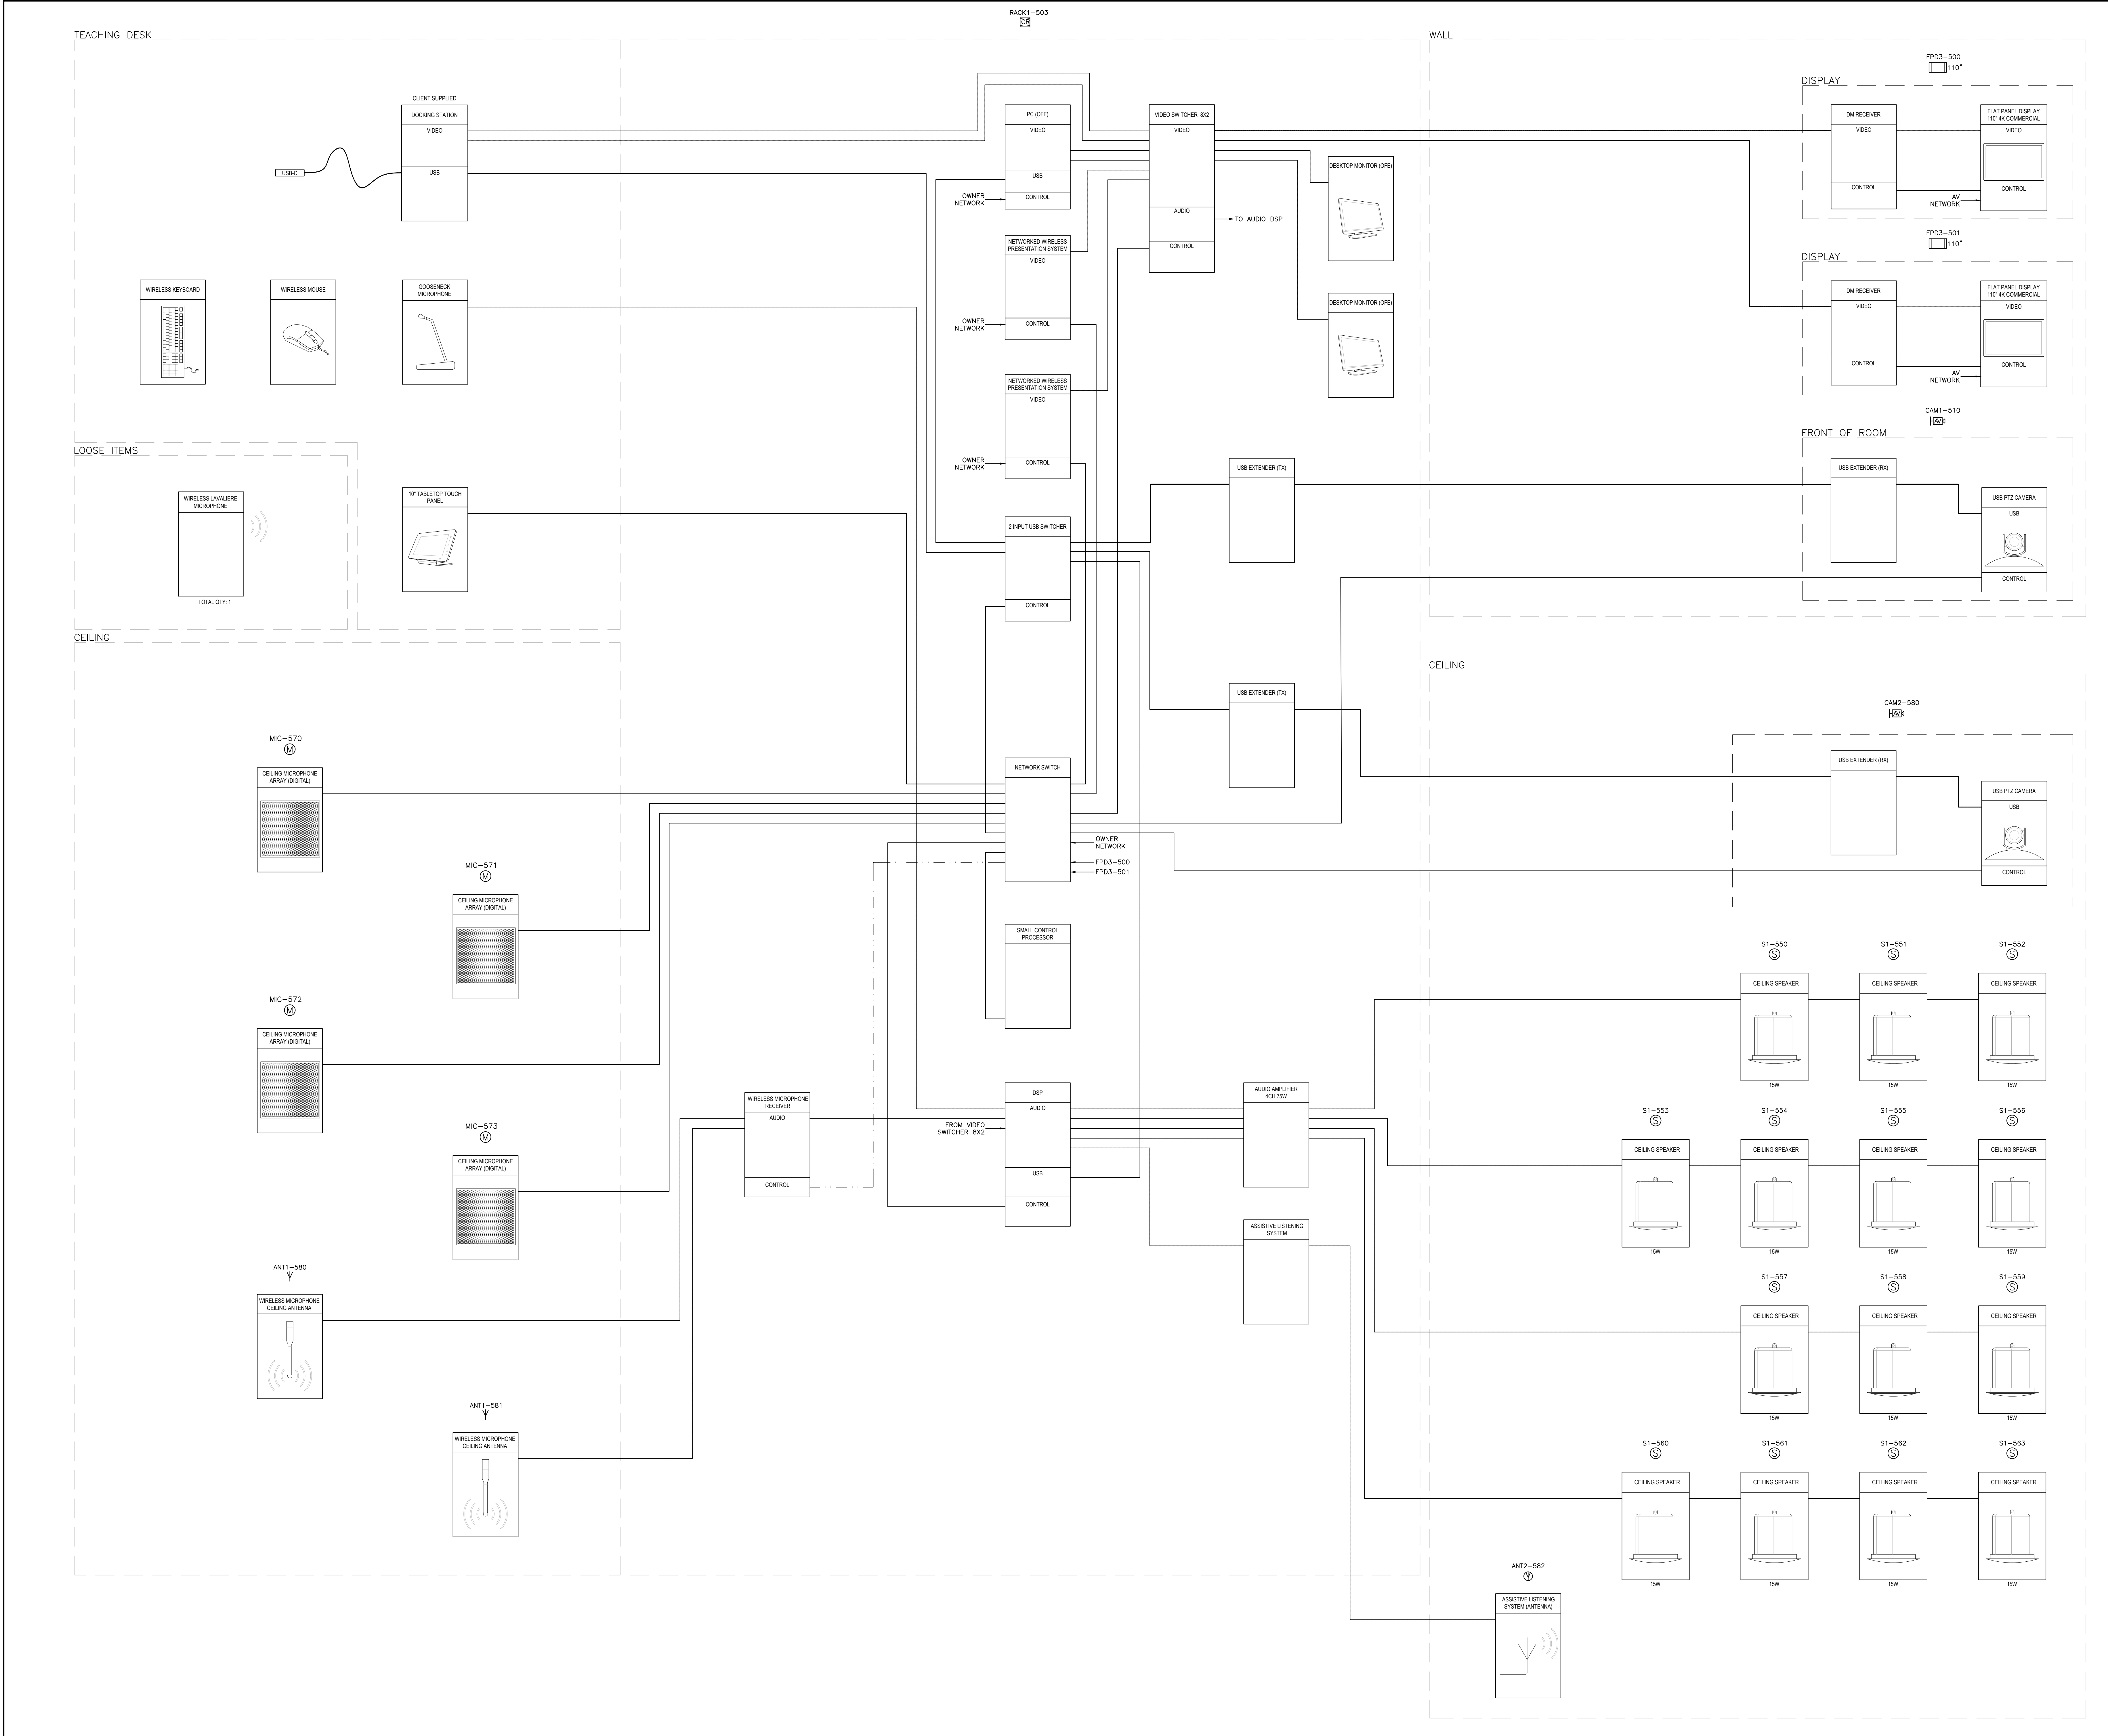 RACK1-503
CR
TEACHING DESK
CLIENT SUPPLIED
DOCKING STATION
VIDEO
USB
USB-C
WIRELESS KEYBOARD
WIRELESS MOUSE
GOOSENECK
MICROPHONE
LOOSE ITEMS
WIRELESS LAVALIERE
MICROPHONE
TOTAL QTY: 1
10" TABLETOP TOUCH
PANEL
CEILING
MIC-570
M
CEILING MICROPHONE
ARRAY (DIGITAL)
MIC-571
M
CEILING MICROPHONE
ARRAY (DIGITAL)
MIC-572
M
CEILING MICROPHONE
ARRAY (DIGITAL)
MIC-573
M
CEILING MICROPHONE
ARRAY (DIGITAL)
ANT1-580
WIRELESS MICROPHONE
CEILING ANTENNA
ANT1-581
WIRELESS MICROPHONE
CEILING ANTENNA
PC (OFE)
VIDEO
USB
CONTROL
OWNER
NETWORK
NETWORKED WIRELESS
PRESENTATION SYSTEM
VIDEO
CONTROL
OWNER
NETWORK
NETWORKED WIRELESS
PRESENTATION SYSTEM
VIDEO
CONTROL
OWNER
NETWORK
2 INPUT USB SWITCHER
CONTROL
VIDEO SWITCHER 8X2
VIDEO
AUDIO
CONTROL
TO AUDIO DSP
DESKTOP MONITOR (OFE)
DESKTOP MONITOR (OFE)
USB EXTENDER (TX)
USB EXTENDER (TX)
NETWORK SWITCH
OWNER
NETWORK
FPD3-500
FPD3-501
SMALL CONTROL
PROCESSOR
WIRELESS MICROPHONE
RECEIVER
AUDIO
CONTROL
DSP
AUDIO
USB
CONTROL
FROM VIDEO
SWITCHER 8X2
AUDIO AMPLIFIER
4CH 75W
ASSISTIVE LISTENING
SYSTEM
WALL
FPD3-500
110"
DISPLAY
DM RECEIVER
VIDEO
CONTROL
FLAT PANEL DISPLAY
110" 4K COMMERCIAL
VIDEO
CONTROL
AV
NETWORK
FPD3-501
110"
DISPLAY
DM RECEIVER
VIDEO
CONTROL
FLAT PANEL DISPLAY
110" 4K COMMERCIAL
VIDEO
CONTROL
AV
NETWORK
CAM1-510
AV
FRONT OF ROOM
USB EXTENDER (RX)
USB PTZ CAMERA
USB
CONTROL
CEILING
CAM2-580
AV
USB EXTENDER (RX)
USB PTZ CAMERA
USB
CONTROL
S1-550 S1-551 S1-552
S S S
CEILING SPEAKER CEILING SPEAKER CEILING SPEAKER
15W 15W 15W
S1-553 S1-554 S1-555 S1-556
S S S S
CEILING SPEAKER CEILING SPEAKER CEILING SPEAKER CEILING SPEAKER
15W 15W 15W 15W
S1-557 S1-558 S1-559
S S S
CEILING SPEAKER CEILING SPEAKER CEILING SPEAKER
15W 15W 15W
S1-560 S1-561 S1-562 S1-563
S S S S
CEILING SPEAKER CEILING SPEAKER CEILING SPEAKER CEILING SPEAKER
15W 15W 15W 15W
ANT2-582
ASSISTIVE LISTENING
SYSTEM (ANTENNA)